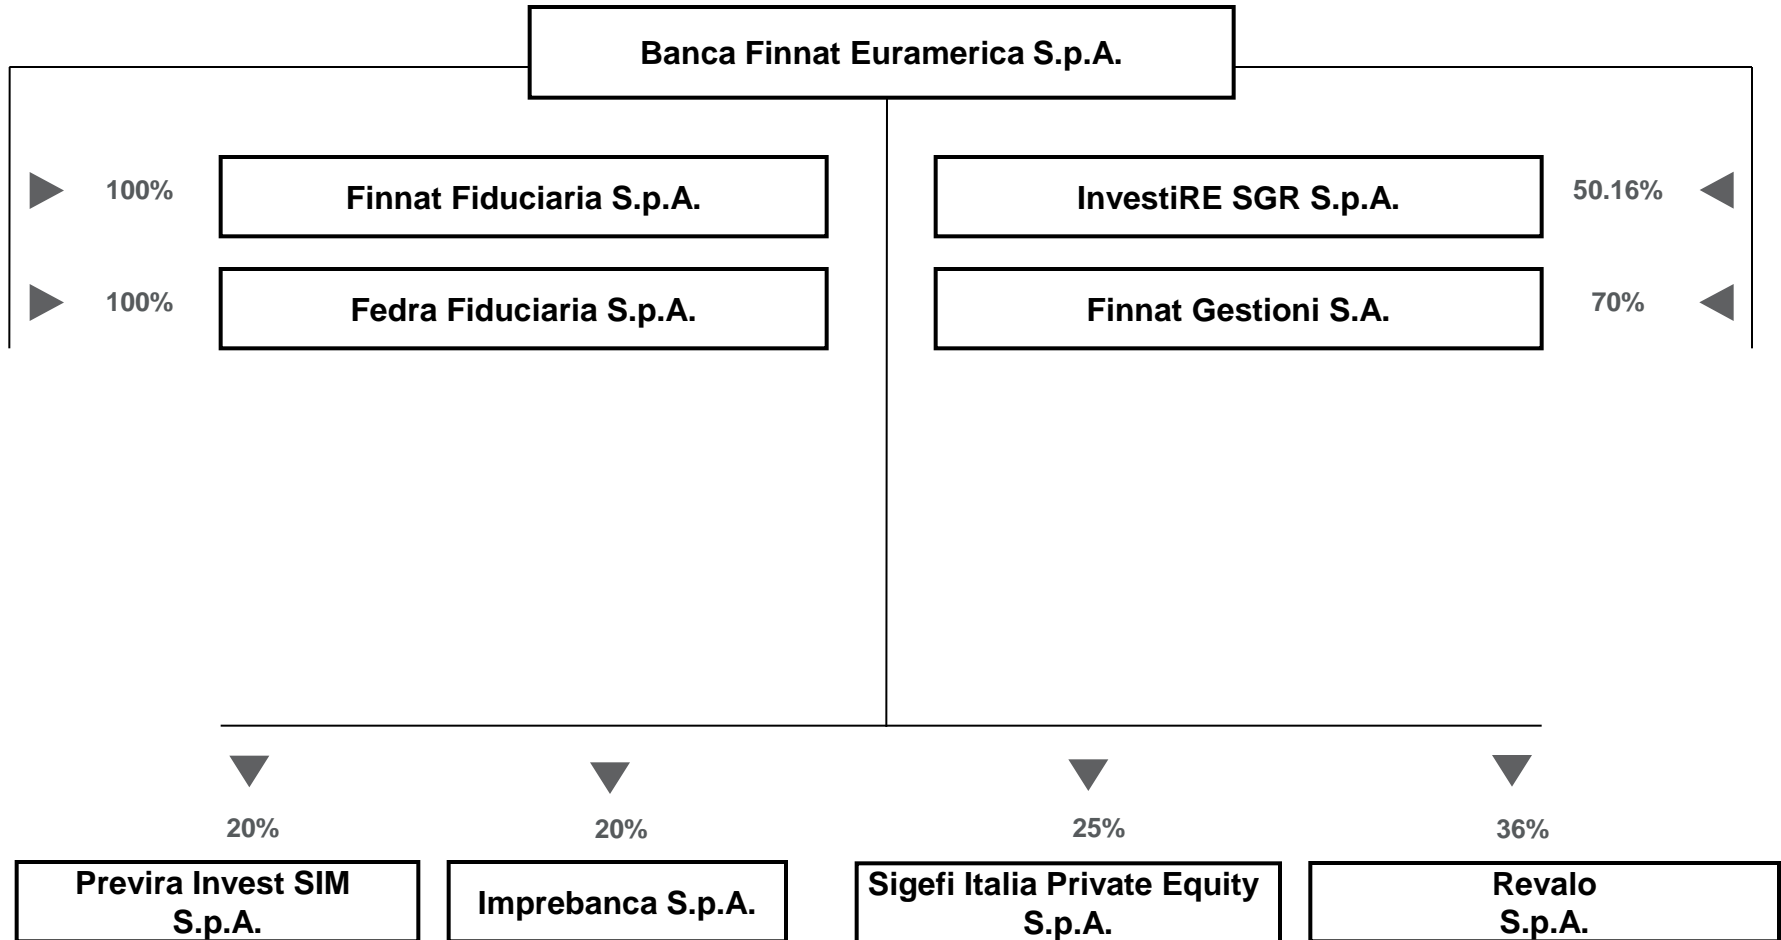 Banca Finnat Euramerica S.p.A.
100%
Finnat Fiduciaria S.p.A.
InvestiRE SGR S.p.A.
50.16%
100%
Fedra Fiduciaria S.p.A.
Finnat Gestioni S.A.
70%
20%
20%
25%
36%
Previra Invest SIM
S.p.A.
Imprebanca S.p.A.
Sigefi Italia Private Equity
S.p.A.
Revalo
S.p.A.